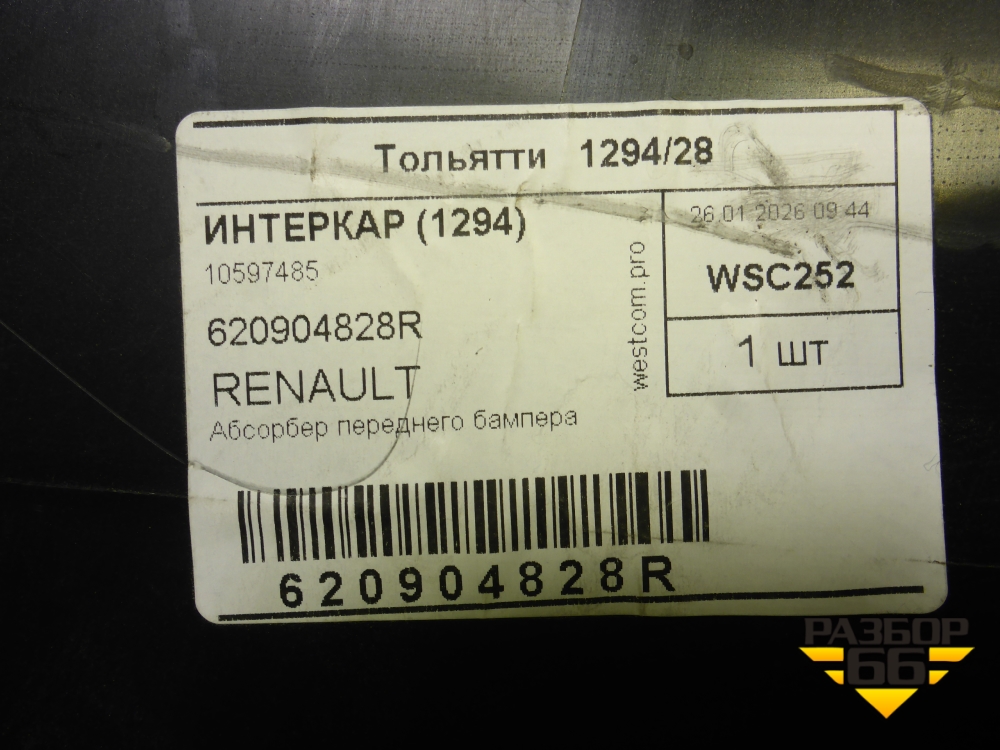 Тольятти 1294/28
ИНТЕРКАР (1294)
26.01 2026 09:44
10597485
WSC252
620904828R
westcom.pro
1 шт
RENAULT
Абсорбер переднего бампера
620904828R
РАЗБОР
66